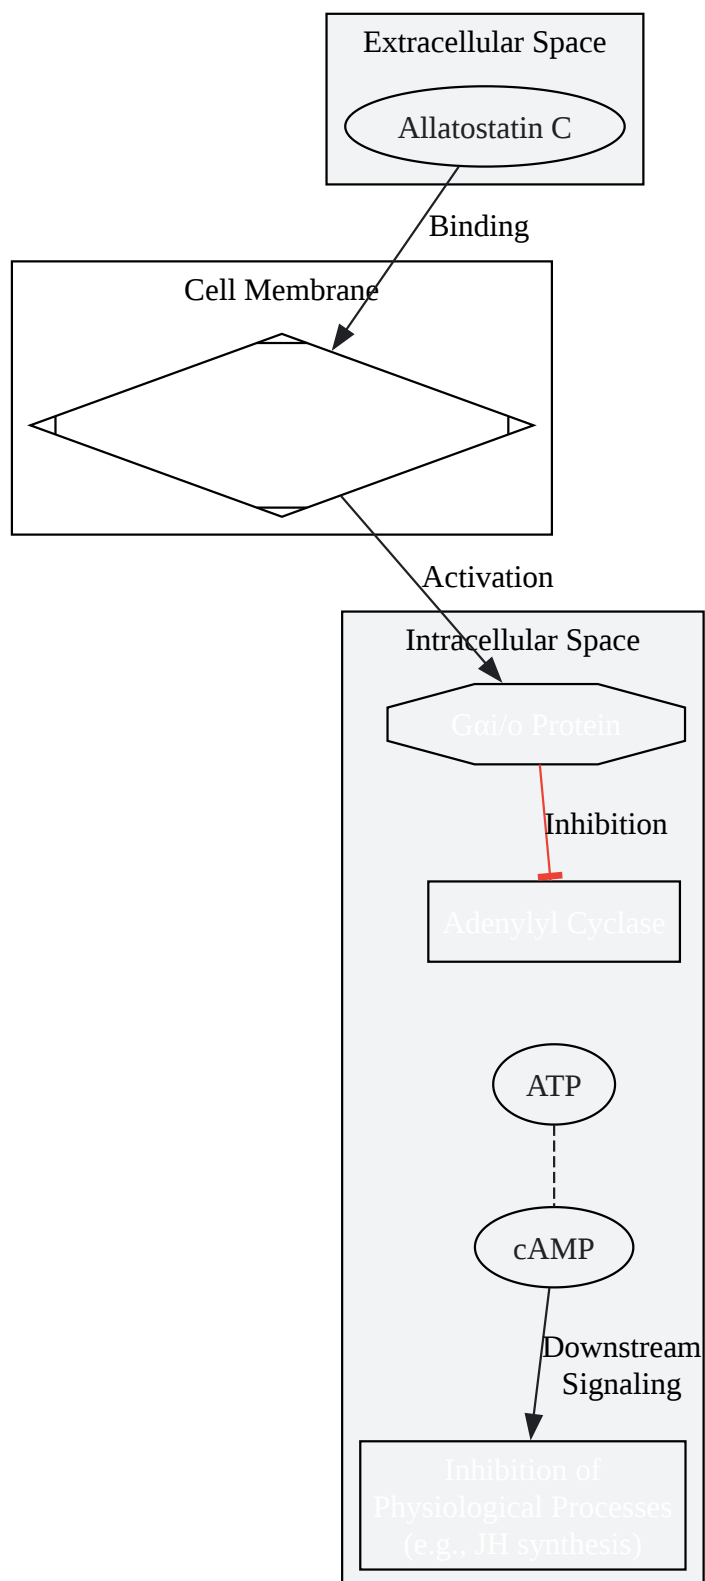 Extracellular Space
Allatostatin C
Binding
Cell Membrane
Activation
Intracellular Space
Gαi/o Protein
Inhibition
Adenylyl Cyclase
ATP
cAMP
Downstream
Signaling
Inhibition of
Physiological Processes
(e.g., JH synthesis)